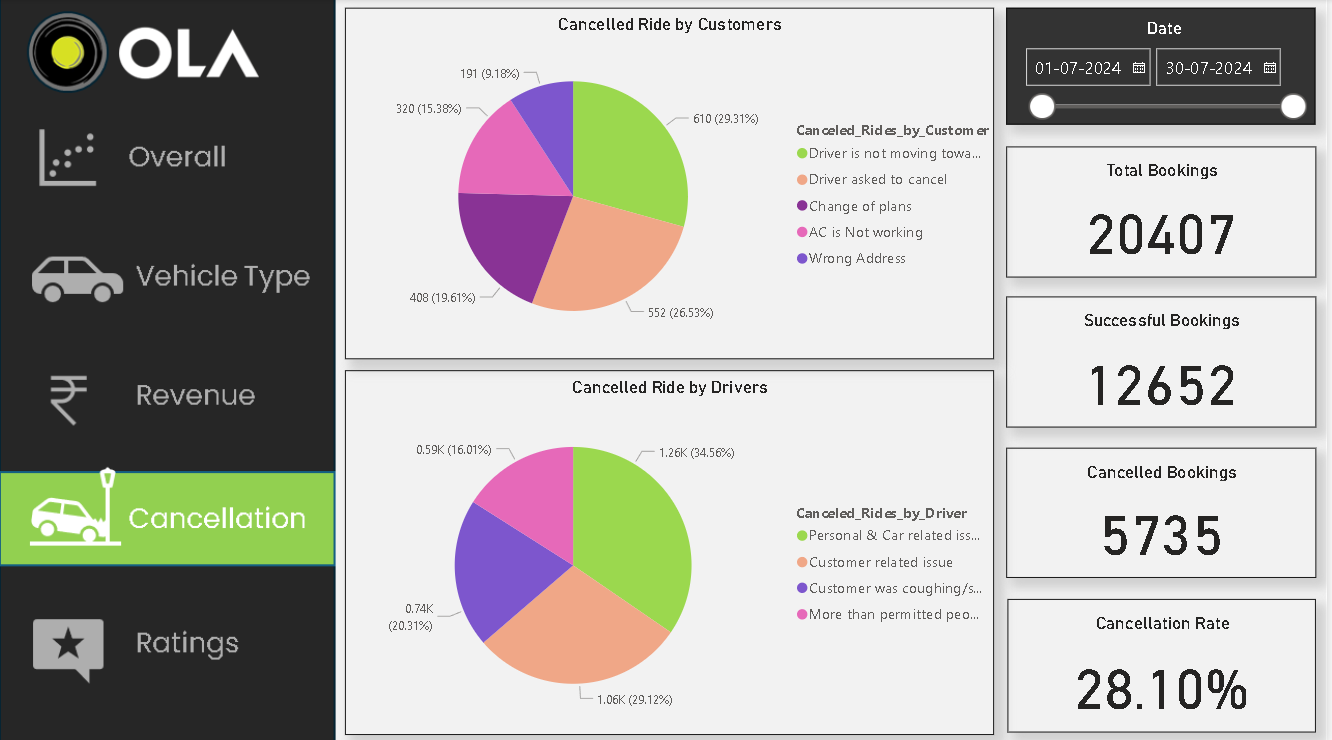 OLA
Overall
Vehicle Type
Revenue
Cancellation
Ratings
Cancelled Ride by Customers
191 (9.18%)
320 (15.38%)
610 (29.31%)
408 (19.61%)
552 (26.53%)
Canceled_Rides_by_Customer
Driver is not moving towa...
Driver asked to cancel
Change of plans
AC is Not working
Wrong Address
Cancelled Ride by Drivers
0.59K (16.01%)
1.26K (34.56%)
0.74K
(20.31%)
1.06K (29.12%)
Canceled_Rides_by_Driver
Personal & Car related iss...
Customer related issue
Customer was coughing/s...
More than permitted peo...
Date
01-07-2024
30-07-2024
Total Bookings
20407
Successful Bookings
12652
Cancelled Bookings
5735
Cancellation Rate
28.10%